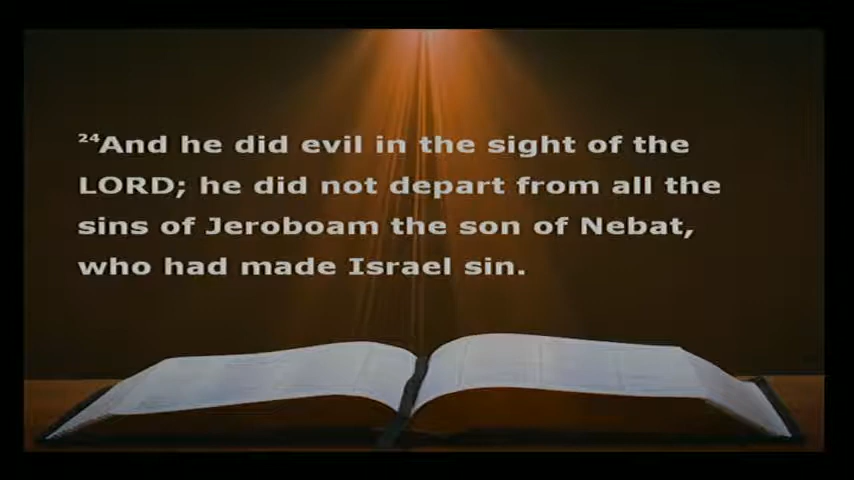 ²⁴And he did evil in the sight of the
LORD; he did not depart from all the
sins of Jeroboam the son of Nebat,
who had made Israel sin.